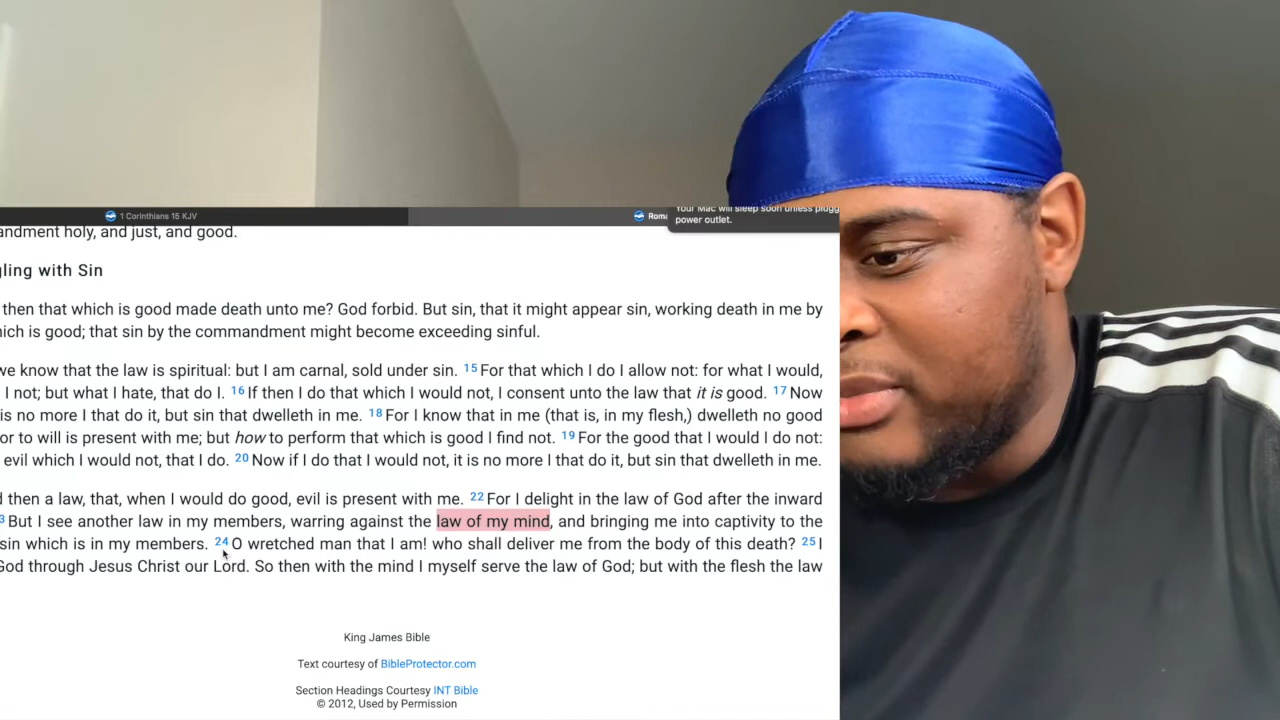 1 Corinthians 15 KJV
Roma
Your Mac will sleep soon unless plugg
power outlet.
andment holy, and just, and good.
gling with Sin
then that which is good made death unto me? God forbid. But sin, that it might appear sin, working death in me by
ich is good; that sin by the commandment might become exceeding sinful.
we know that the law is spiritual: but I am carnal, sold under sin. 15 For that which I do I allow not: for what I would,
I not; but what I hate, that do I. 16 If then I do that which I would not, I consent unto the law that it is good. 17 Now
is no more I that do it, but sin that dwelleth in me. 18 For I know that in me (that is, in my flesh,) dwelleth no good
or to will is present with me; but how to perform that which is good I find not. 19 For the good that I would I do not:
evil which I would not, that I do. 20 Now if I do that I would not, it is no more I that do it, but sin that dwelleth in me.
d then a law, that, when I would do good, evil is present with me. 22 For I delight in the law of God after the inward
3 But I see another law in my members, warring against the law of my mind, and bringing me into captivity to the
sin which is in my members. 24 O wretched man that I am! who shall deliver me from the body of this death? 25 I
God through Jesus Christ our Lord. So then with the mind I myself serve the law of God; but with the flesh the law
King James Bible
Text courtesy of BibleProtector.com
Section Headings Courtesy INT Bible
© 2012, Used by Permission